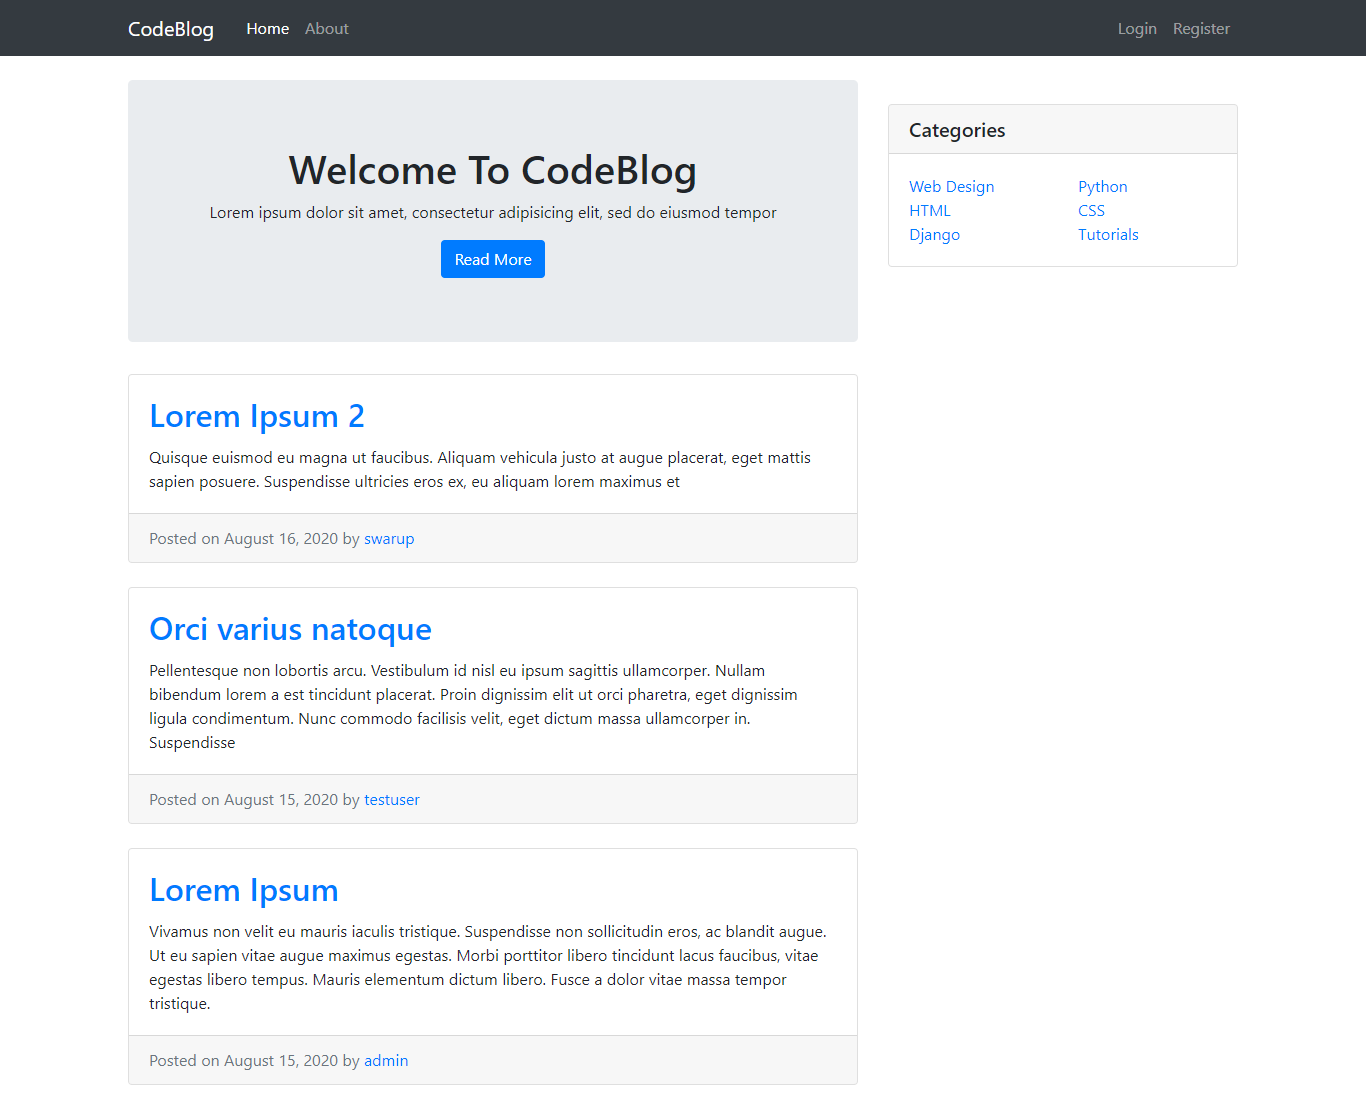 CodeBlog Home About Login Register
Welcome To CodeBlog
Lorem ipsum dolor sit amet, consectetur adipisicing elit, sed do eiusmod tempor
Read More
Lorem Ipsum 2
Quisque euismod eu magna ut faucibus. Aliquam vehicula justo at augue placerat, eget mattis
sapien posuere. Suspendisse ultricies eros ex, eu aliquam lorem maximus et
Posted on August 16, 2020 by swarup
Orci varius natoque
Pellentesque non lobortis arcu. Vestibulum id nisl eu ipsum sagittis ullamcorper. Nullam
bibendum lorem a est tincidunt placerat. Proin dignissim elit ut orci pharetra, eget dignissim
ligula condimentum. Nunc commodo facilisis velit, eget dictum massa ullamcorper in.
Suspendisse
Posted on August 15, 2020 by testuser
Lorem Ipsum
Vivamus non velit eu mauris iaculis tristique. Suspendisse non sollicitudin eros, ac blandit augue.
Ut eu sapien vitae augue maximus egestas. Morbi porttitor libero tincidunt lacus faucibus, vitae
egestas libero tempus. Mauris elementum dictum libero. Fusce a dolor vitae massa tempor
tristique.
Posted on August 15, 2020 by admin
Categories
Web Design Python
HTML CSS
Django Tutorials